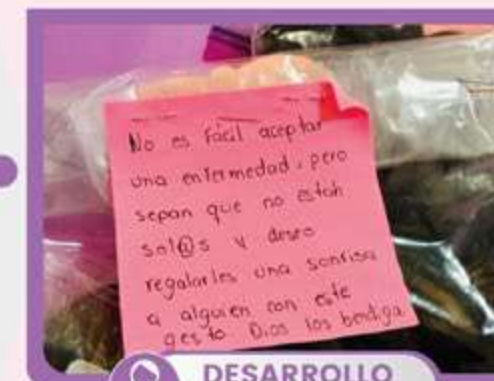 No es fácil aceptar
una enfermedad, pero
sepan que no están
sol@s y deseo
regalarles una sonrisa
a alguien con este
gesto Dios los bendiga
DESARROLLO